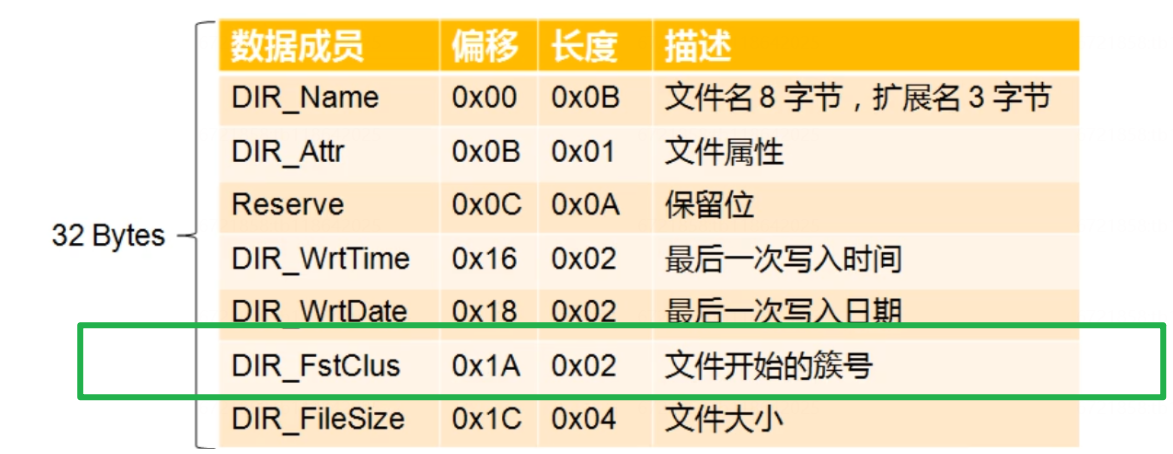 数据成员 偏移 长度 描述
DIR_Name 0x00 0x0B 文件名8字节，扩展名3字节
DIR_Attr 0x0B 0x01 文件属性
Reserve 0x0C 0x0A 保留位
32 Bytes
DIR_WrtTime 0x16 0x02 最后一次写入时间
DIR_WrtDate 0x18 0x02 最后一次写入日期
DIR_FstClus 0x1A 0x02 文件开始的簇号
DIR_FileSize 0x1C 0x04 文件大小